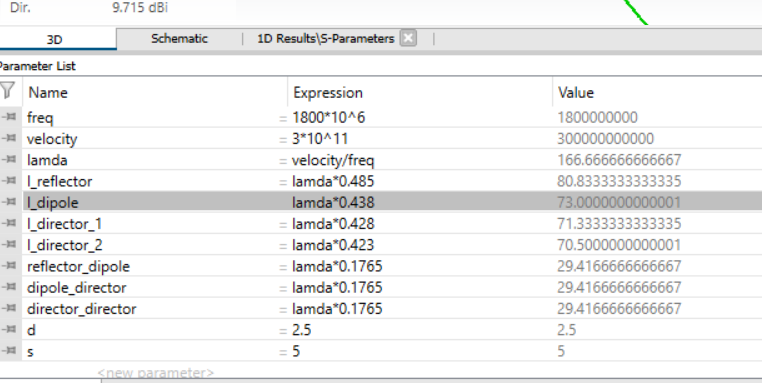 Dir. 9.715 dBi
3D Schematic 1D Results\S-Parameters
Parameter List
Name Expression Value
freq = 1800*10^6 1800000000
velocity = 3*10^11 300000000000
lamda = velocity/freq 166.666666666667
l_reflector = lamda*0.485 80.8333333333335
l_dipole lamda*0.438 73.0000000000001
l_director_1 = lamda*0.428 71.3333333333335
l_director_2 = lamda*0.423 70.5000000000001
reflector_dipole = lamda*0.1765 29.4166666666667
dipole_director = lamda*0.1765 29.4166666666667
director_director = lamda*0.1765 29.4166666666667
d = 2.5 2.5
s = 5 5
<new parameter>